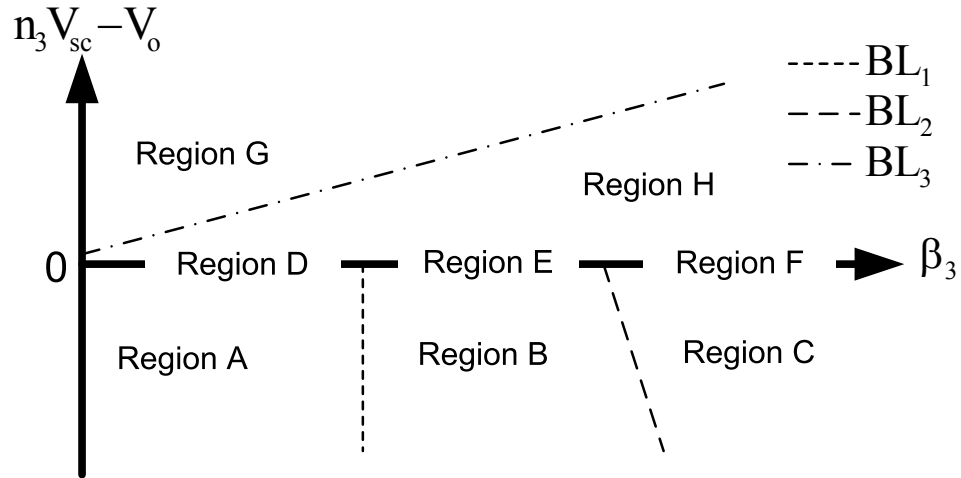 n₃Vsc–Vo
BL₁
BL₂
BL₃
Region G
Region H
0
Region D
Region E
Region F
β₃
Region A
Region B
Region C